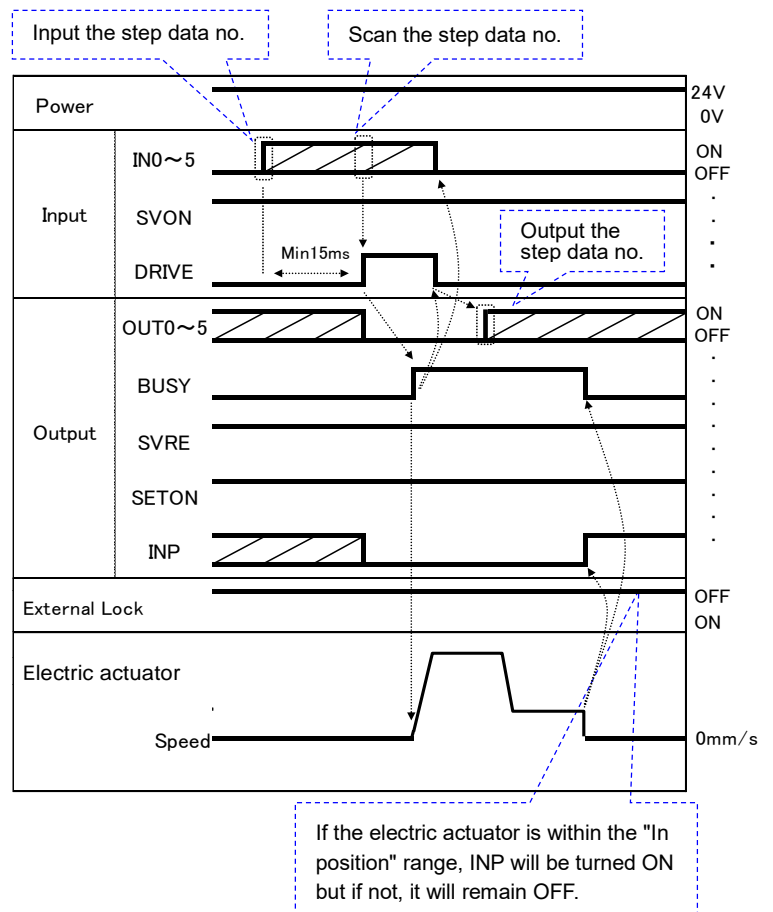 Input the step data no.
Scan the step data no.
Power
24V
0V
Input
IN0~5
ON
OFF
SVON
Output the
step data no.
Min15ms
DRIVE
Output
OUT0~5
ON
OFF
BUSY
SVRE
SETON
INP
External Lock
OFF
ON
Electric actuator
Speed
0mm/s
If the electric actuator is within the "In
position" range, INP will be turned ON
but if not, it will remain OFF.